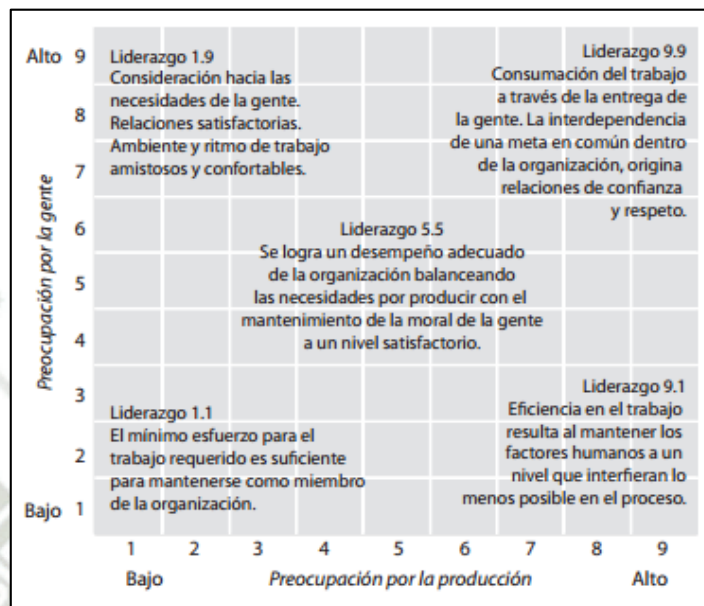 Alto 9
Liderazgo 1.9
Consideración hacia las
necesidades de la gente.
Relaciones satisfactorias.
Ambiente y ritmo de trabajo
amistosos y confortables.
Liderazgo 9.9
Consumación del trabajo
a través de la entrega de
la gente. La interdependencia
de una meta en común dentro
de la organización, origina
relaciones de confianza
y respeto.
8
7
6
Liderazgo 5.5
Se logra un desempeño adecuado
de la organización balanceando
las necesidades por producir con el
mantenimiento de la moral de la gente
a un nivel satisfactorio.
5
4
Preocupación por la gente
3
Liderazgo 1.1
El mínimo esfuerzo para el
trabajo requerido es suficiente
para mantenerse como miembro
de la organización.
Liderazgo 9.1
Eficiencia en el trabajo
resulta al mantener los
factores humanos a un
nivel que interfieran lo
menos posible en el proceso.
2
Bajo 1
1 2 3 4 5 6 7 8 9
Bajo Preocupación por la producción Alto